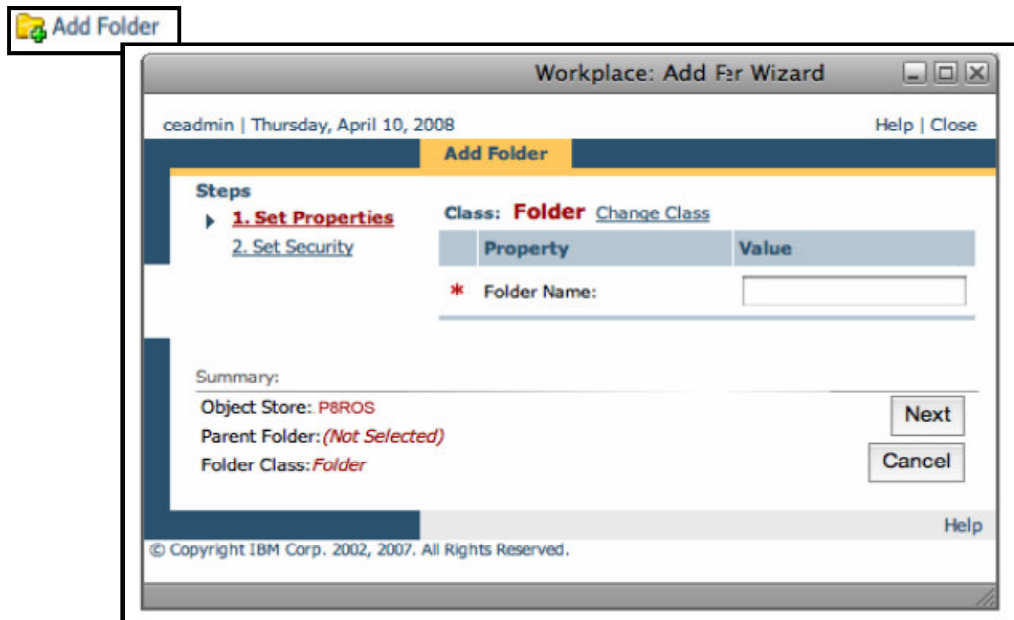 Add Folder
Workplace: Add Fer Wizard
ceadmin | Thursday, April 10, 2008
Help | Close
Add Folder
Steps
1. Set Properties
2. Set Security
Class: Folder Change Class
Property Value
* Folder Name:
Summary:
Object Store: P8ROS
Parent Folder: (Not Selected)
Folder Class: Folder
Next
Cancel
Help
© Copyright IBM Corp. 2002, 2007. All Rights Reserved.